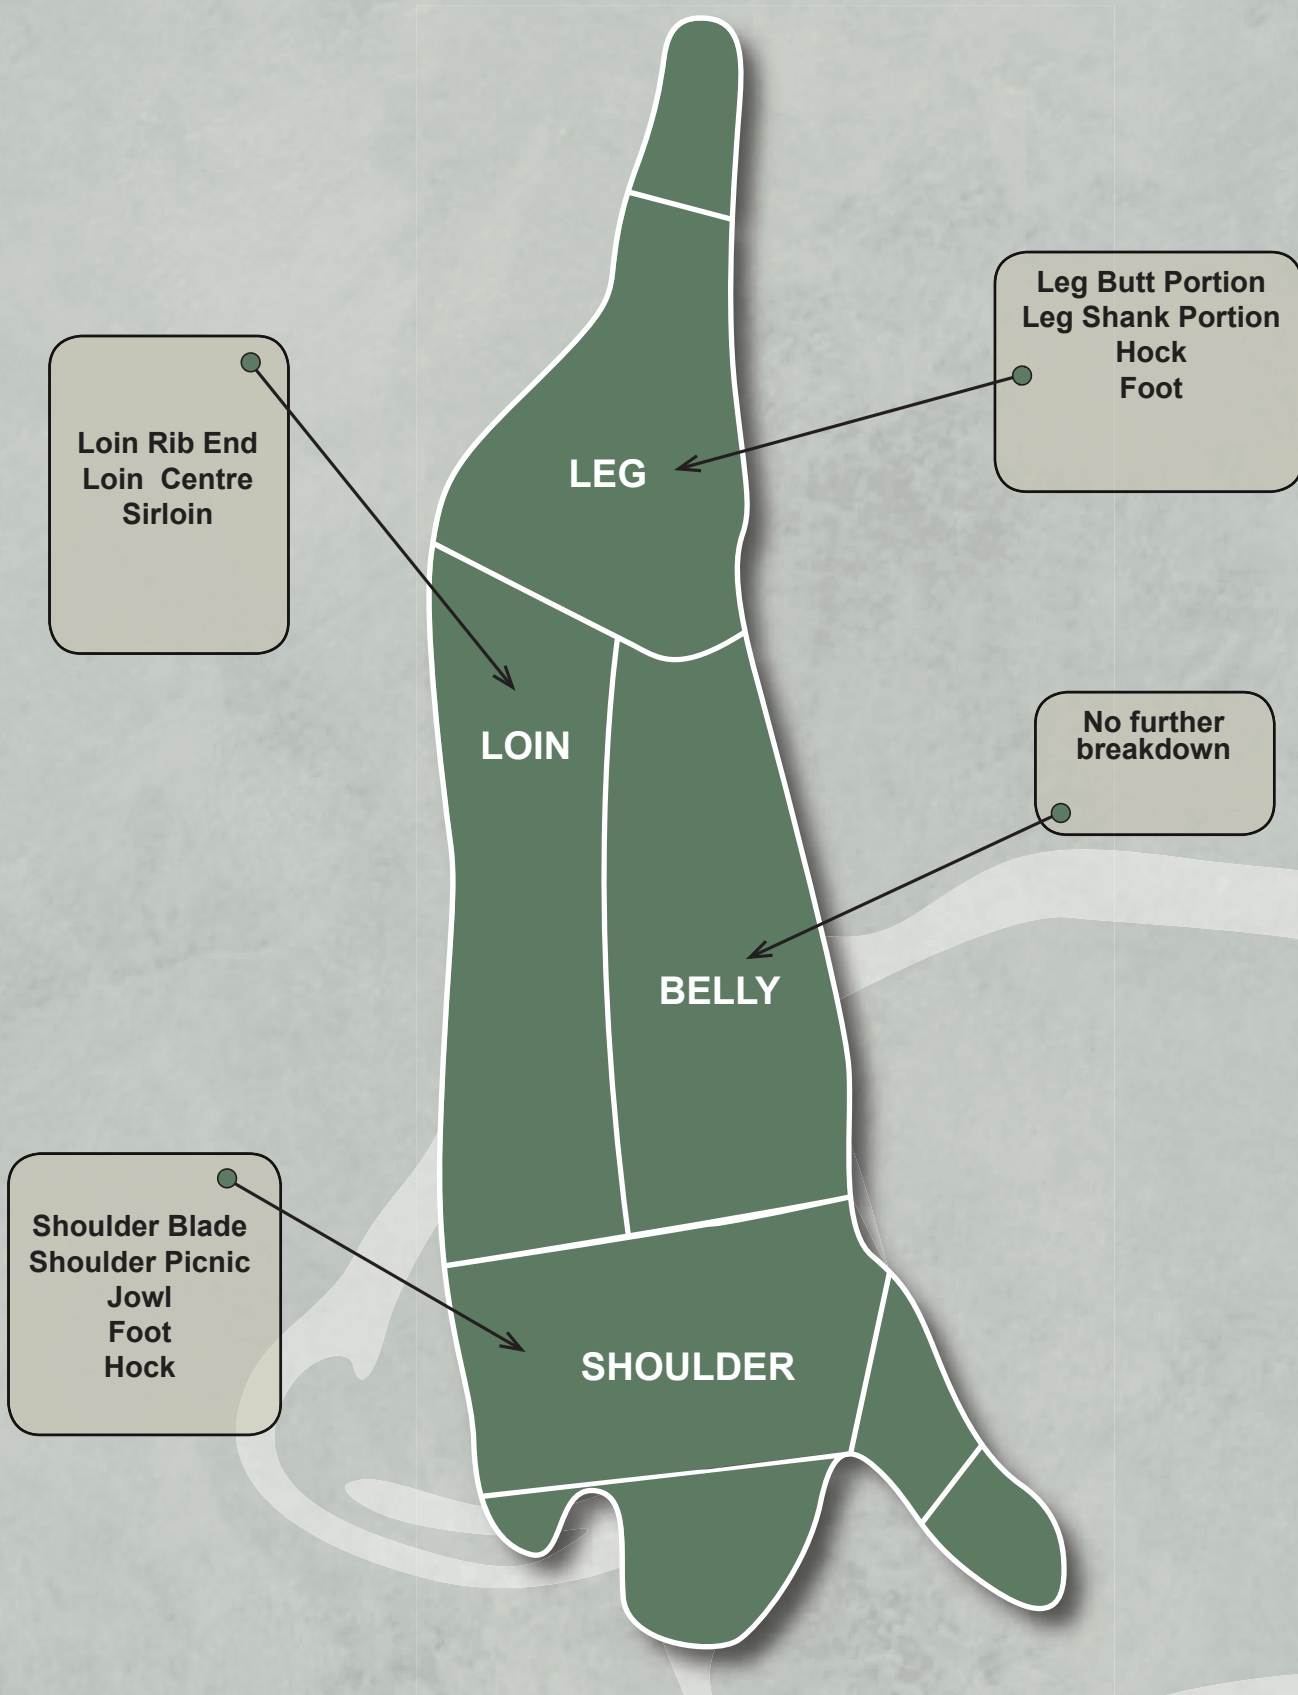 Leg Butt Portion
Leg Shank Portion
Hock
Foot
Loin Rib End
Loin Centre
Sirloin
LEG
No further
breakdown
LOIN
BELLY
Shoulder Blade
Shoulder Picnic
Jowl
Foot
Hock
SHOULDER